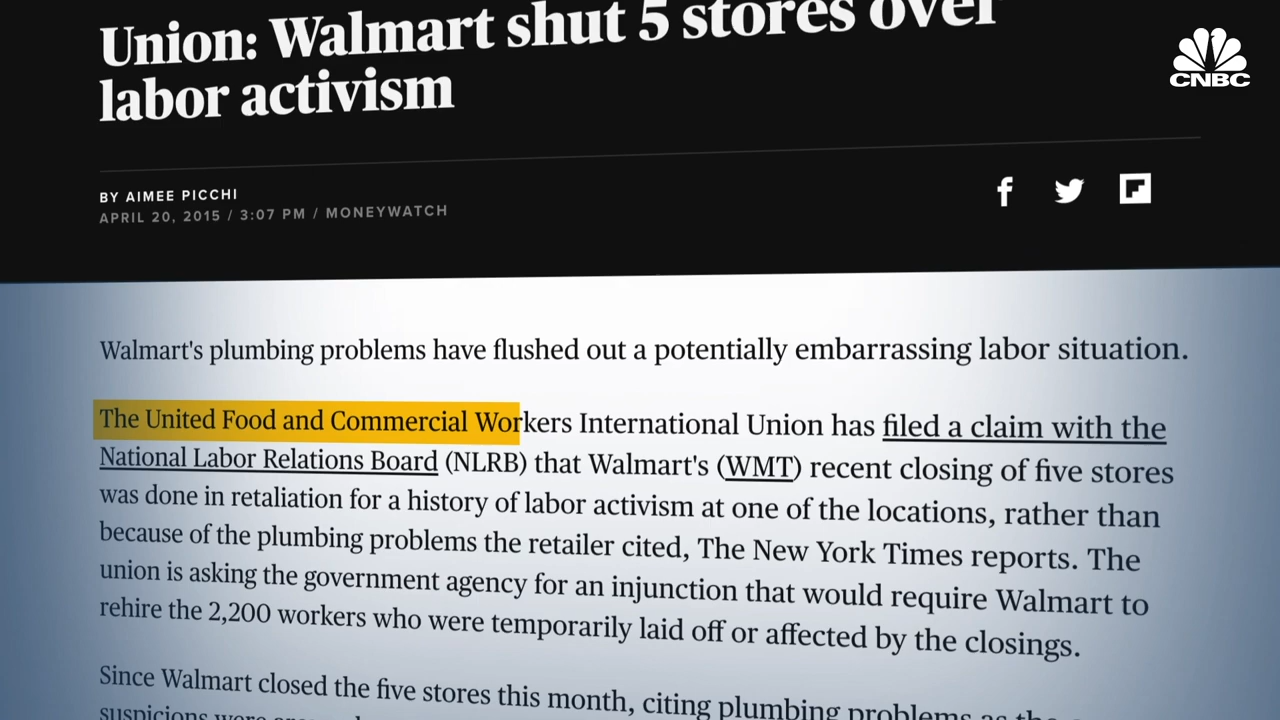 Union: Walmart shut 5 stores over
labor activism
CNBC
BY AIMEE PICCHI
APRIL 20, 2015 / 3:07 PM / MONEYWATCH
Walmart's plumbing problems have flushed out a potentially embarrassing labor situation.
The United Food and Commercial Workers International Union has filed a claim with the
National Labor Relations Board (NLRB) that Walmart's (WMT) recent closing of five stores
was done in retaliation for a history of labor activism at one of the locations, rather than
because of the plumbing problems the retailer cited, The New York Times reports. The
union is asking the government agency for an injunction that would require Walmart to
rehire the 2,200 workers who were temporarily laid off or affected by the closings.
Since Walmart closed the five stores this month, citing plumbing problems as the
suspicions were